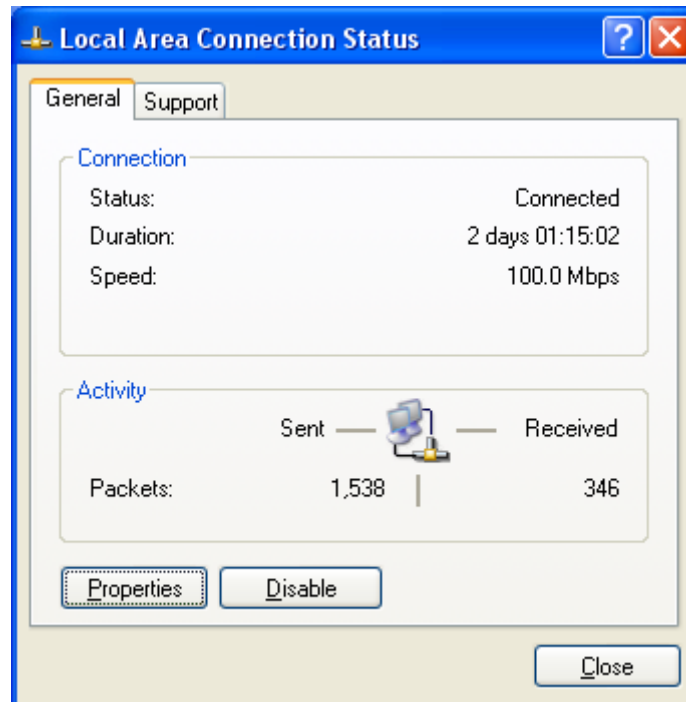 Local Area Connection Status
General Support
Connection
Status: Connected
Duration: 2 days 01:15:02
Speed: 100.0 Mbps
Activity
Sent Received
Packets: 1,538 346
Properties Disable
Close